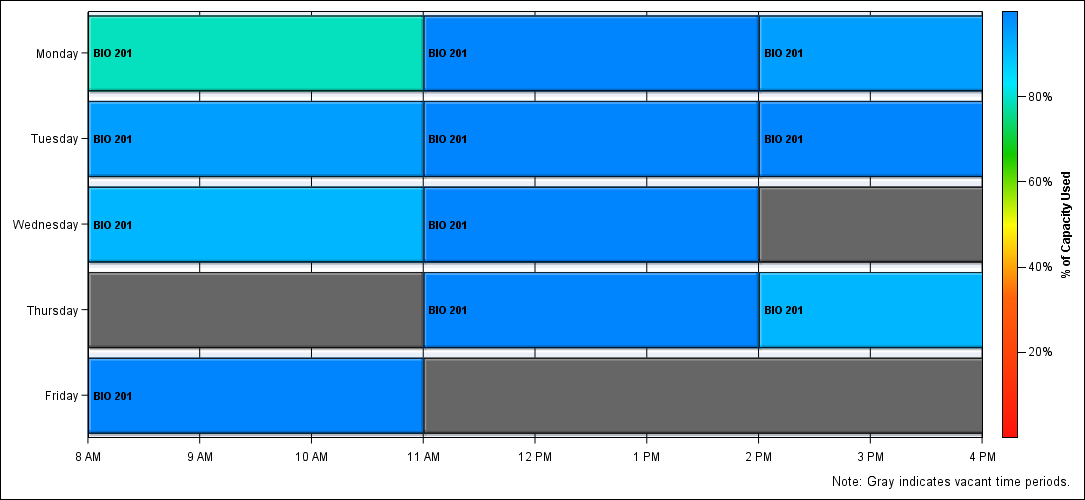 Monday
BIO 201
BIO 201
BIO 201
Tuesday
BIO 201
BIO 201
BIO 201
Wednesday
BIO 201
BIO 201
Thursday
BIO 201
BIO 201
Friday
BIO 201
8 AM
9 AM
10 AM
11 AM
12 PM
1 PM
2 PM
3 PM
4 PM
80%
60%
40%
20%
% of Capacity Used
Note: Gray indicates vacant time periods.